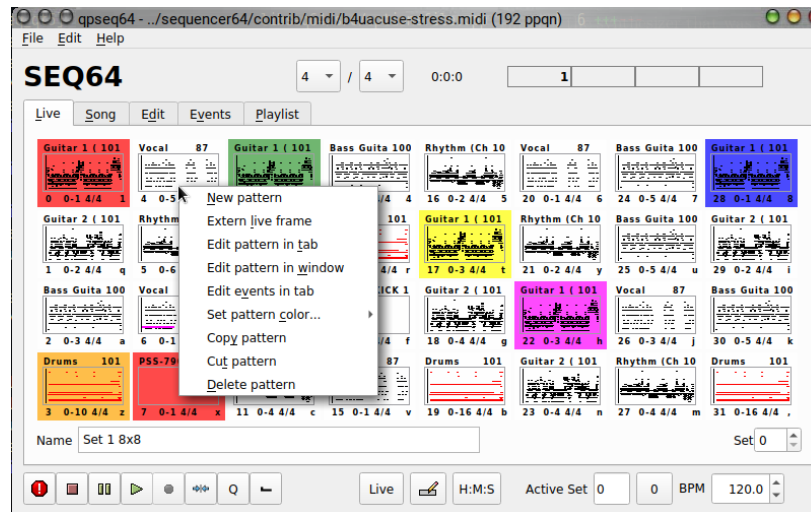 qpseq64 - ../sequencer64/contrib/midi/b4uacuse-stress.midi (192 ppqn)
File Edit Help
SEQ64 4 / 4 0:0:0 1
Live Song Edit Events Playlist
Guitar 1 ( 101 Vocal 87 Guitar 1 ( 101 Bass Guita 100 Rhythm (Ch 10 Vocal 87 Bass Guita 100 Guitar 1 ( 101
0 0-1 4/4 1 4 0-5 4/4 4 16 0-2 4/4 5 20 0-1 4/4 6 24 0-5 4/4 7 28 0-1 4/4 8
Guitar 2 ( 101 Rhythm 101 Guitar 1 ( 101 Rhythm (Ch 10 Bass Guita 100 Guitar 2 ( 101
1 0-2 4/4 q 5 0-6 4/4 r 17 0-3 4/4 t 21 0-2 4/4 y 25 0-5 4/4 u 29 0-2 4/4 i
Bass Guita 100 Vocal KICK 1 Guitar 2 ( 101 Guitar 1 ( 101 Vocal 87 Bass Guita 100
2 0-3 4/4 a 6 0-1 4/4 f 18 0-4 4/4 g 22 0-3 4/4 h 26 0-3 4/4 j 30 0-5 4/4 k
Drums 101 PSS-79 87 Drums 101 Guitar 2 ( 101 Rhythm (Ch 10 Drums 101
3 0-10 4/4 z 7 0-1 4/4 x 11 0-4 4/4 c 15 0-1 4/4 v 19 0-16 4/4 b 23 0-4 4/4 n 27 0-4 4/4 m 31 0-16 4/4 ,
New pattern
Extern live frame
Edit pattern in tab
Edit pattern in window
Edit events in tab
Set pattern color...
Copy pattern
Cut pattern
Delete pattern
Name Set 1 8x8 Set 0
Q Live H:M:S Active Set 0 0 BPM 120.0